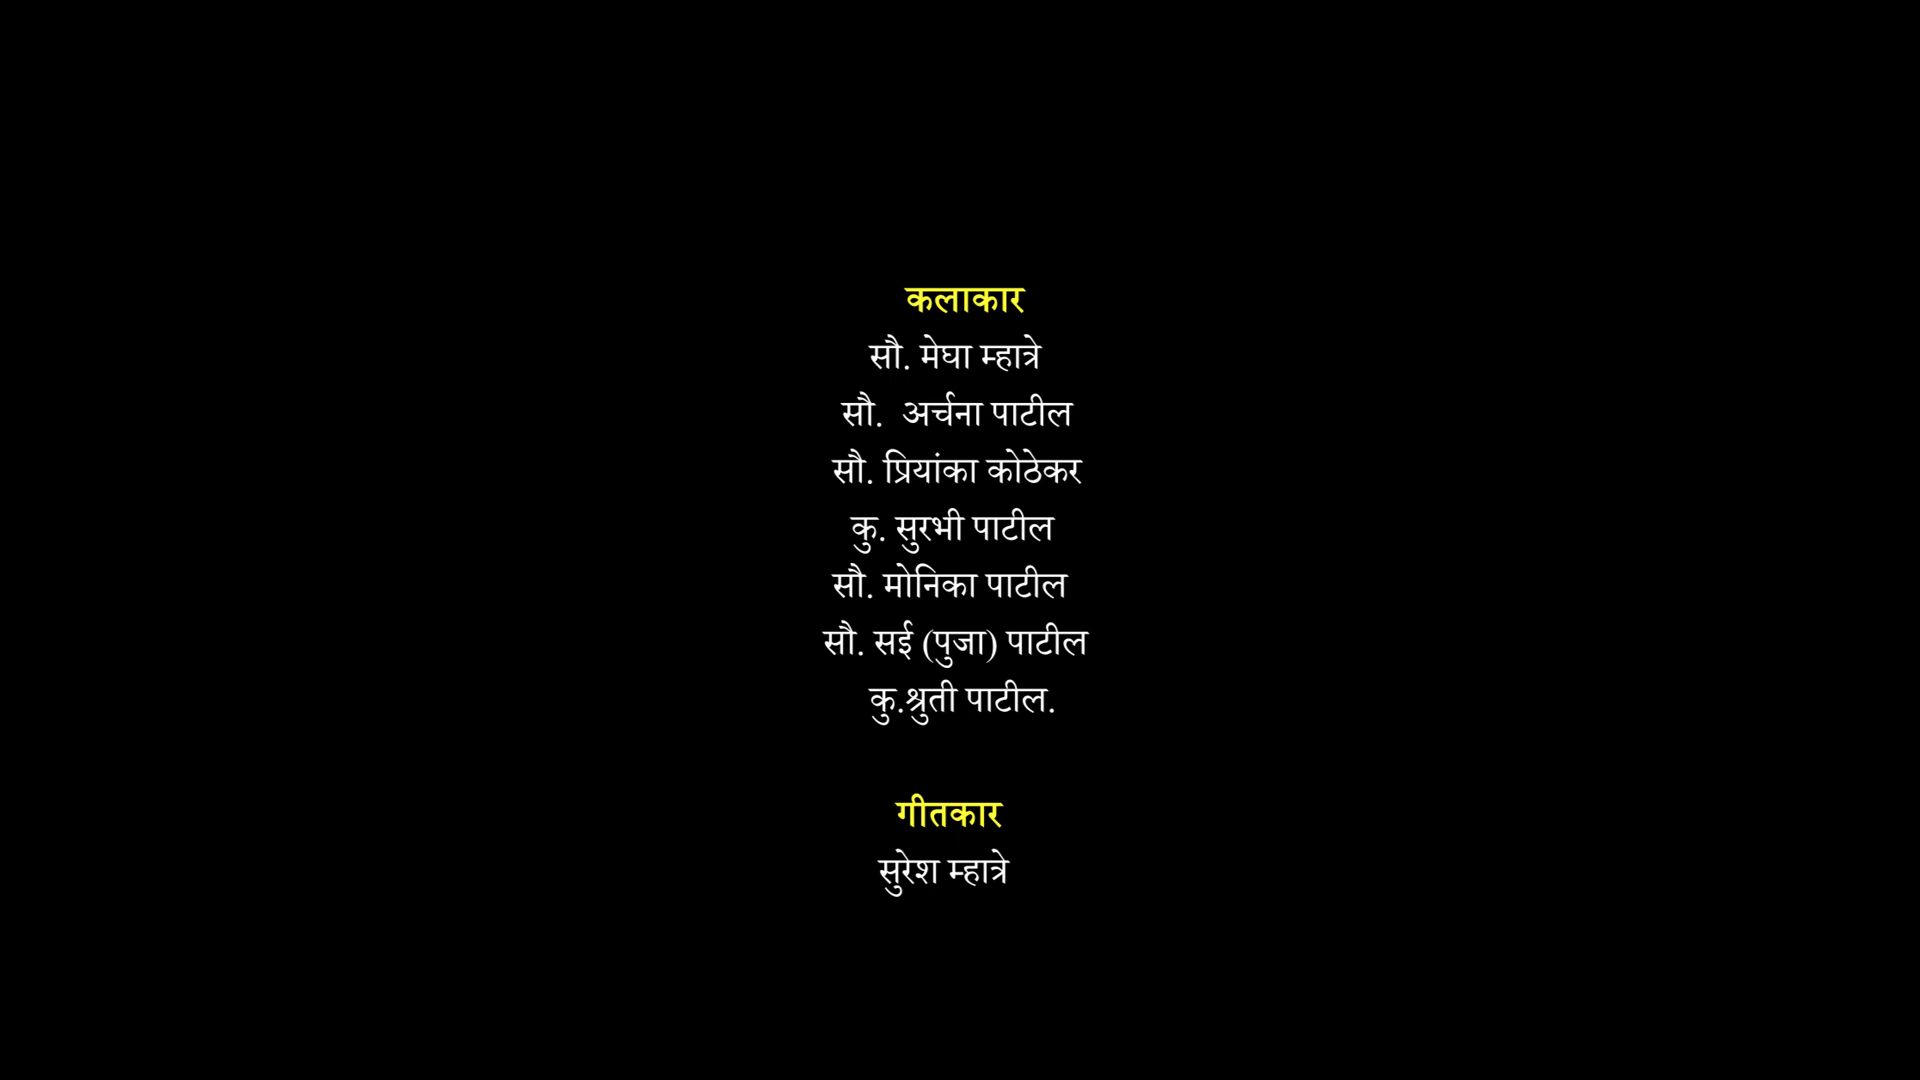 कलाकार
सौ. मेघा म्हात्रे
सौ.  अर्चना पाटील
सौ. प्रियांका कोठेकर
कु. सुरभी पाटील
सौ. मोनिका पाटील
सौ. सई (पुजा) पाटील
कु.श्रुती पाटील.
गीतकार
सुरेश म्हात्रे